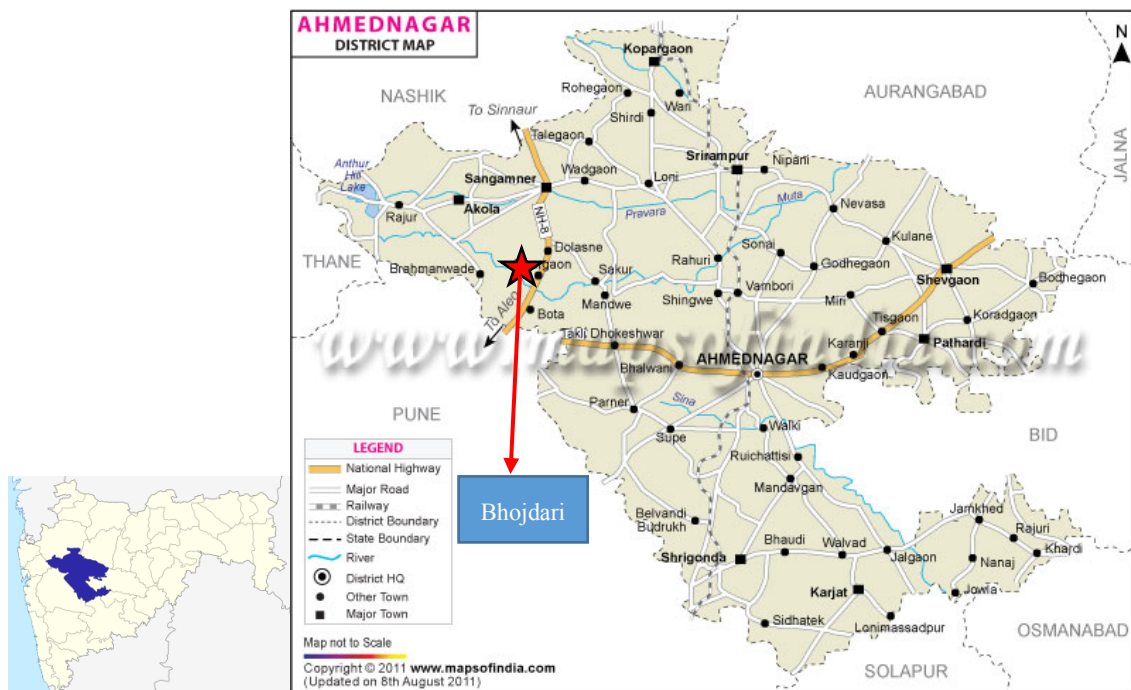 AHMEDNAGAR
DISTRICT MAP
N
Kopargaon
NASHIK
Rohegaon
Wari
AURANGABAD
To Sinnaur
Shirdi
JALNA
Talegaon
Srirampur
Nipani
Anthur
Hill
Lake
Wadgaon
Loni
Sangamner
Muta
Akola
Rajur
Pravara
Nevasa
NH-8
Kulane
Dolasne
Sonai
THANE
Brahmanwade
rgaon
Sakur
Rahuri
Godhegaon
Shevgaon
Bodhegaon
Mandwe
Shingwe
Vambori
Miri
To Aleo
Bota
Tisgaon
Koradgaon
www.mapsofindia.com
Takli Dhokeshwar
Karanji
Pathardi
AHMEDNAGAR
Bhalwani
Kaudgaon
PUNE
Parner
Sina
Supe
Walki
BID
LEGEND
National Highway
Major Road
Railway
District Boundary
State Boundary
River
District HQ
Other Town
Major Town
Bhojdari
Ruichattisi
Mandavgan
Belvandi
Budrukh
Jamkhed
Rajuri
Shrigonda
Bhaudi
Walvad
Jalgaon
Nanaj
Khardi
Karjat
Jowla
Sidhatek
Lonimassadpur
OSMANABAD
SOLAPUR
Map not to Scale
Copyright © 2011 www.mapsofindia.com
(Updated on 8th August 2011)